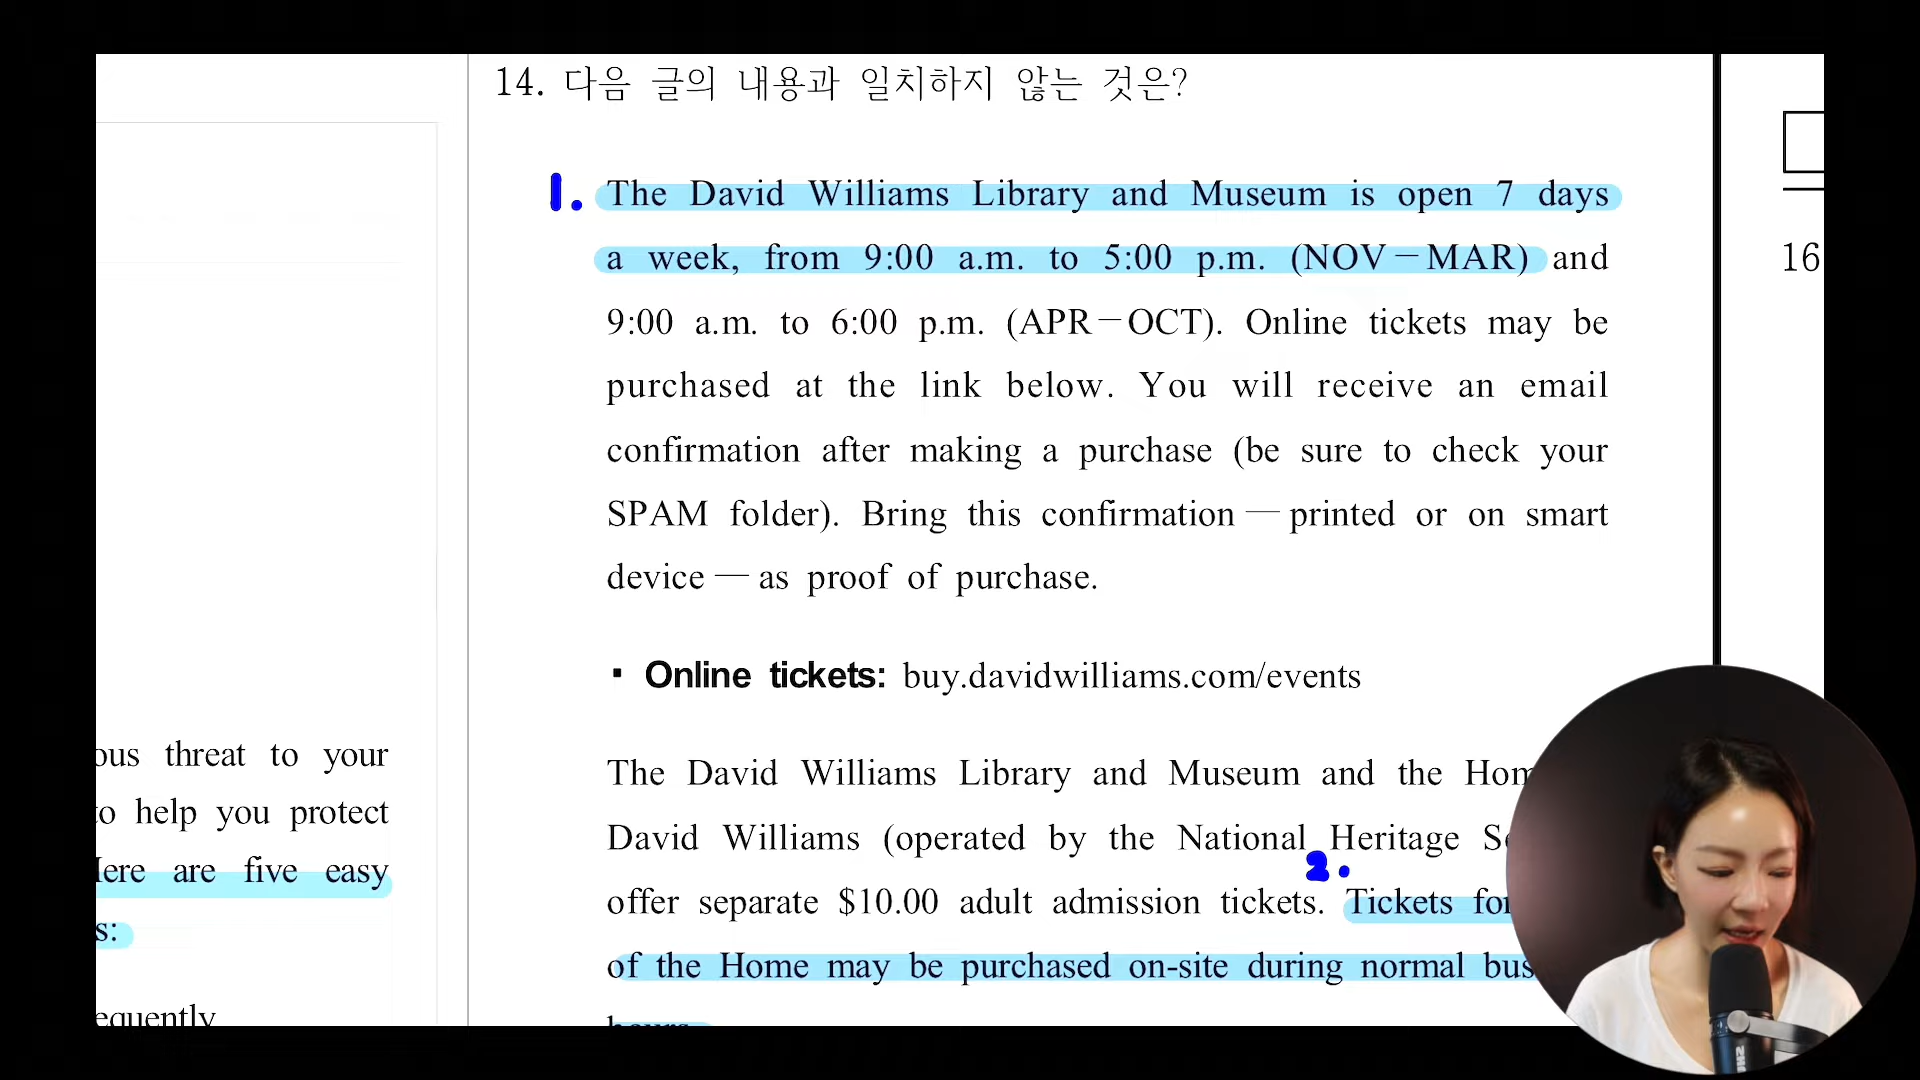 14. 다음 글의 내용과 일치하지 않는 것은?
1. The David Williams Library and Museum is open 7 days
a week, from 9:00 a.m. to 5:00 p.m. (NOV－MAR) and
9:00 a.m. to 6:00 p.m. (APR－OCT). Online tickets may be
purchased at the link below. You will receive an email
confirmation after making a purchase (be sure to check your
SPAM folder). Bring this confirmation — printed or on smart
device — as proof of purchase.
▪ Online tickets: buy.davidwilliams.com/events
The David Williams Library and Museum and the
David Williams (operated by the National Heritage
2.
offer separate $10.00 adult admission tickets. Tickets
of the Home may be purchased on-site during normal
threat to your
help you protect
are five easy
16